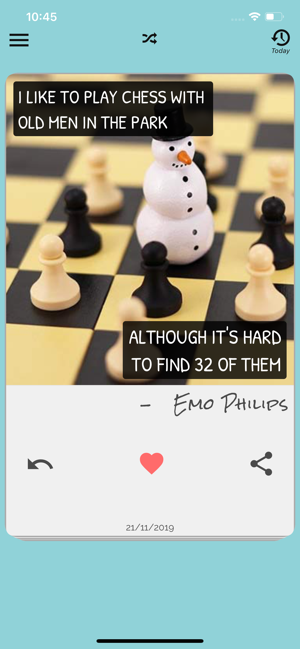 10:45
Today
I LIKE TO PLAY CHESS WITH
OLD MEN IN THE PARK
ALTHOUGH IT'S HARD
TO FIND 32 OF THEM
- EMO PHILIPS
21/11/2019